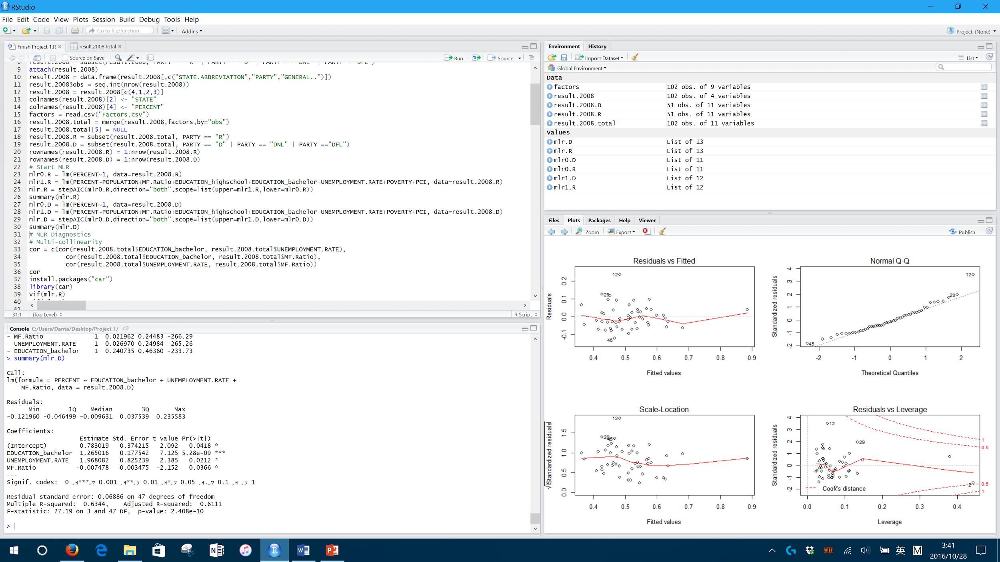 RStudio
File Edit Code View Plots Session Build Debug Tools Help
Go to file/function
Addins
Project: (None)
Finish Project 1.R
result.2008.total
Source on Save
Run
Source
9 attach(result.2008)
10 result.2008 = data.frame(result.2008[,c("STATE.ABBREVIATION","PARTY","GENERAL..")])
11 result.2008$obs = seq.int(nrow(result.2008))
12 result.2008 = result.2008[c(4,1,2,3)]
13 colnames(result.2008)[2] <- "STATE"
14 colnames(result.2008)[4] <- "PERCENT"
15 factors = read.csv("Factors.csv")
16 result.2008.total = merge(result.2008,factors,by="obs")
17 result.2008.total[5] = NULL
18 result.2008.R = subset(result.2008.total, PARTY == "R")
19 result.2008.D = subset(result.2008.total, PARTY == "D" | PARTY == "DNL" | PARTY =="DFL")
20 rownames(result.2008.R) = 1:nrow(result.2008.R)
21 rownames(result.2008.D) = 1:nrow(result.2008.D)
22 # Start MLR
23 mlr0.R = lm(PERCENT~1, data=result.2008.R)
24 mlr1.R = lm(PERCENT~POPULATION+MF.Ratio+EDUCATION_highschool+EDUCATION_bachelor+UNEMPLOYMENT.RATE+POVERTY+PCI, data=result.2008.R)
25 mlr.R = stepAIC(mlr0.R,direction="both",scope=list(upper=mlr1.R,lower=mlr0.R))
26 summary(mlr.R)
27 mlr0.D = lm(PERCENT~1, data=result.2008.D)
28 mlr1.D = lm(PERCENT~POPULATION+MF.Ratio+EDUCATION_highschool+EDUCATION_bachelor+UNEMPLOYMENT.RATE+POVERTY+PCI, data=result.2008.D)
29 mlr.D = stepAIC(mlr0.D,direction="both",scope=list(upper=mlr1.D,lower=mlr0.D))
30 summary(mlr.D)
31 # MLR Diagnostics
32 # Multi-collinearity
33 cor = c(cor(result.2008.total$EDUCATION_bachelor, result.2008.total$UNEMPLOYMENT.RATE),
34 cor(result.2008.total$EDUCATION_bachelor, result.2008.total$MF.Ratio),
35 cor(result.2008.total$UNEMPLOYMENT.RATE, result.2008.total$MF.Ratio))
36 cor
37 install.packages("car")
38 library(car)
39 vif(mlr.R)
40
41
31:1 (Top Level) R Script
Console C:/Users/Danta/Desktop/Project 1/
- MF.Ratio 1 0.021962 0.24483 -266.29
- UNEMPLOYMENT.RATE 1 0.026970 0.24984 -265.26
- EDUCATION_bachelor 1 0.240735 0.46360 -233.73
> summary(mlr.D)
Call:
lm(formula = PERCENT ~ EDUCATION_bachelor + UNEMPLOYMENT.RATE +
MF.Ratio, data = result.2008.D)
Residuals:
Min 1Q Median 3Q Max
-0.121960 -0.046499 -0.009631 0.037539 0.235583
Coefficients:
Estimate Std. Error t value Pr(>|t|)
(Intercept) 0.783019 0.374215 2.092 0.0418 *
EDUCATION_bachelor 1.265016 0.177542 7.125 5.28e-09 ***
UNEMPLOYMENT.RATE 1.968082 0.825239 2.385 0.0212 *
MF.Ratio -0.007478 0.003475 -2.152 0.0366 *
---
Signif. codes: 0 *** 0.001 ** 0.01 * 0.05 . 0.1 1
Residual standard error: 0.06886 on 47 degrees of freedom
Multiple R-squared: 0.6344, Adjusted R-squared: 0.6111
F-statistic: 27.19 on 3 and 47 DF, p-value: 2.408e-10
>
Environment History
Import Dataset
List
Global Environment
Data
factors 102 obs. of 9 variables
result.2008 102 obs. of 4 variables
result.2008.D 51 obs. of 11 variables
result.2008.R 51 obs. of 11 variables
result.2008.total 102 obs. of 11 variables
Values
mlr.D List of 13
mlr.R List of 13
mlr0.D List of 11
mlr0.R List of 11
mlr1.D List of 12
mlr1.R List of 12
Files Plots Packages Help Viewer
Zoom
Export
Publish
Residuals vs Fitted
Residuals
0.2
0.1
0.0
-0.1
12
29
45
0.4 0.5 0.6 0.7 0.8 0.9
Fitted values
Normal Q-Q
Standardized residuals
4
3
2
1
0
-1
-2
12
29
45
-2 -1 0 1 2
Theoretical Quantiles
Scale-Location
√|Standardized residuals|
1.5
1.0
0.5
0.0
12
29
45
0.4 0.5 0.6 0.7 0.8 0.9
Fitted values
Residuals vs Leverage
Standardized residuals
4
3
2
1
0
-1
-2
12
29
2
1
0.5
0.5
1
Cook's distance
0.0 0.1 0.2 0.3 0.4
Leverage
WTF
英
M
3:41
2016/10/28